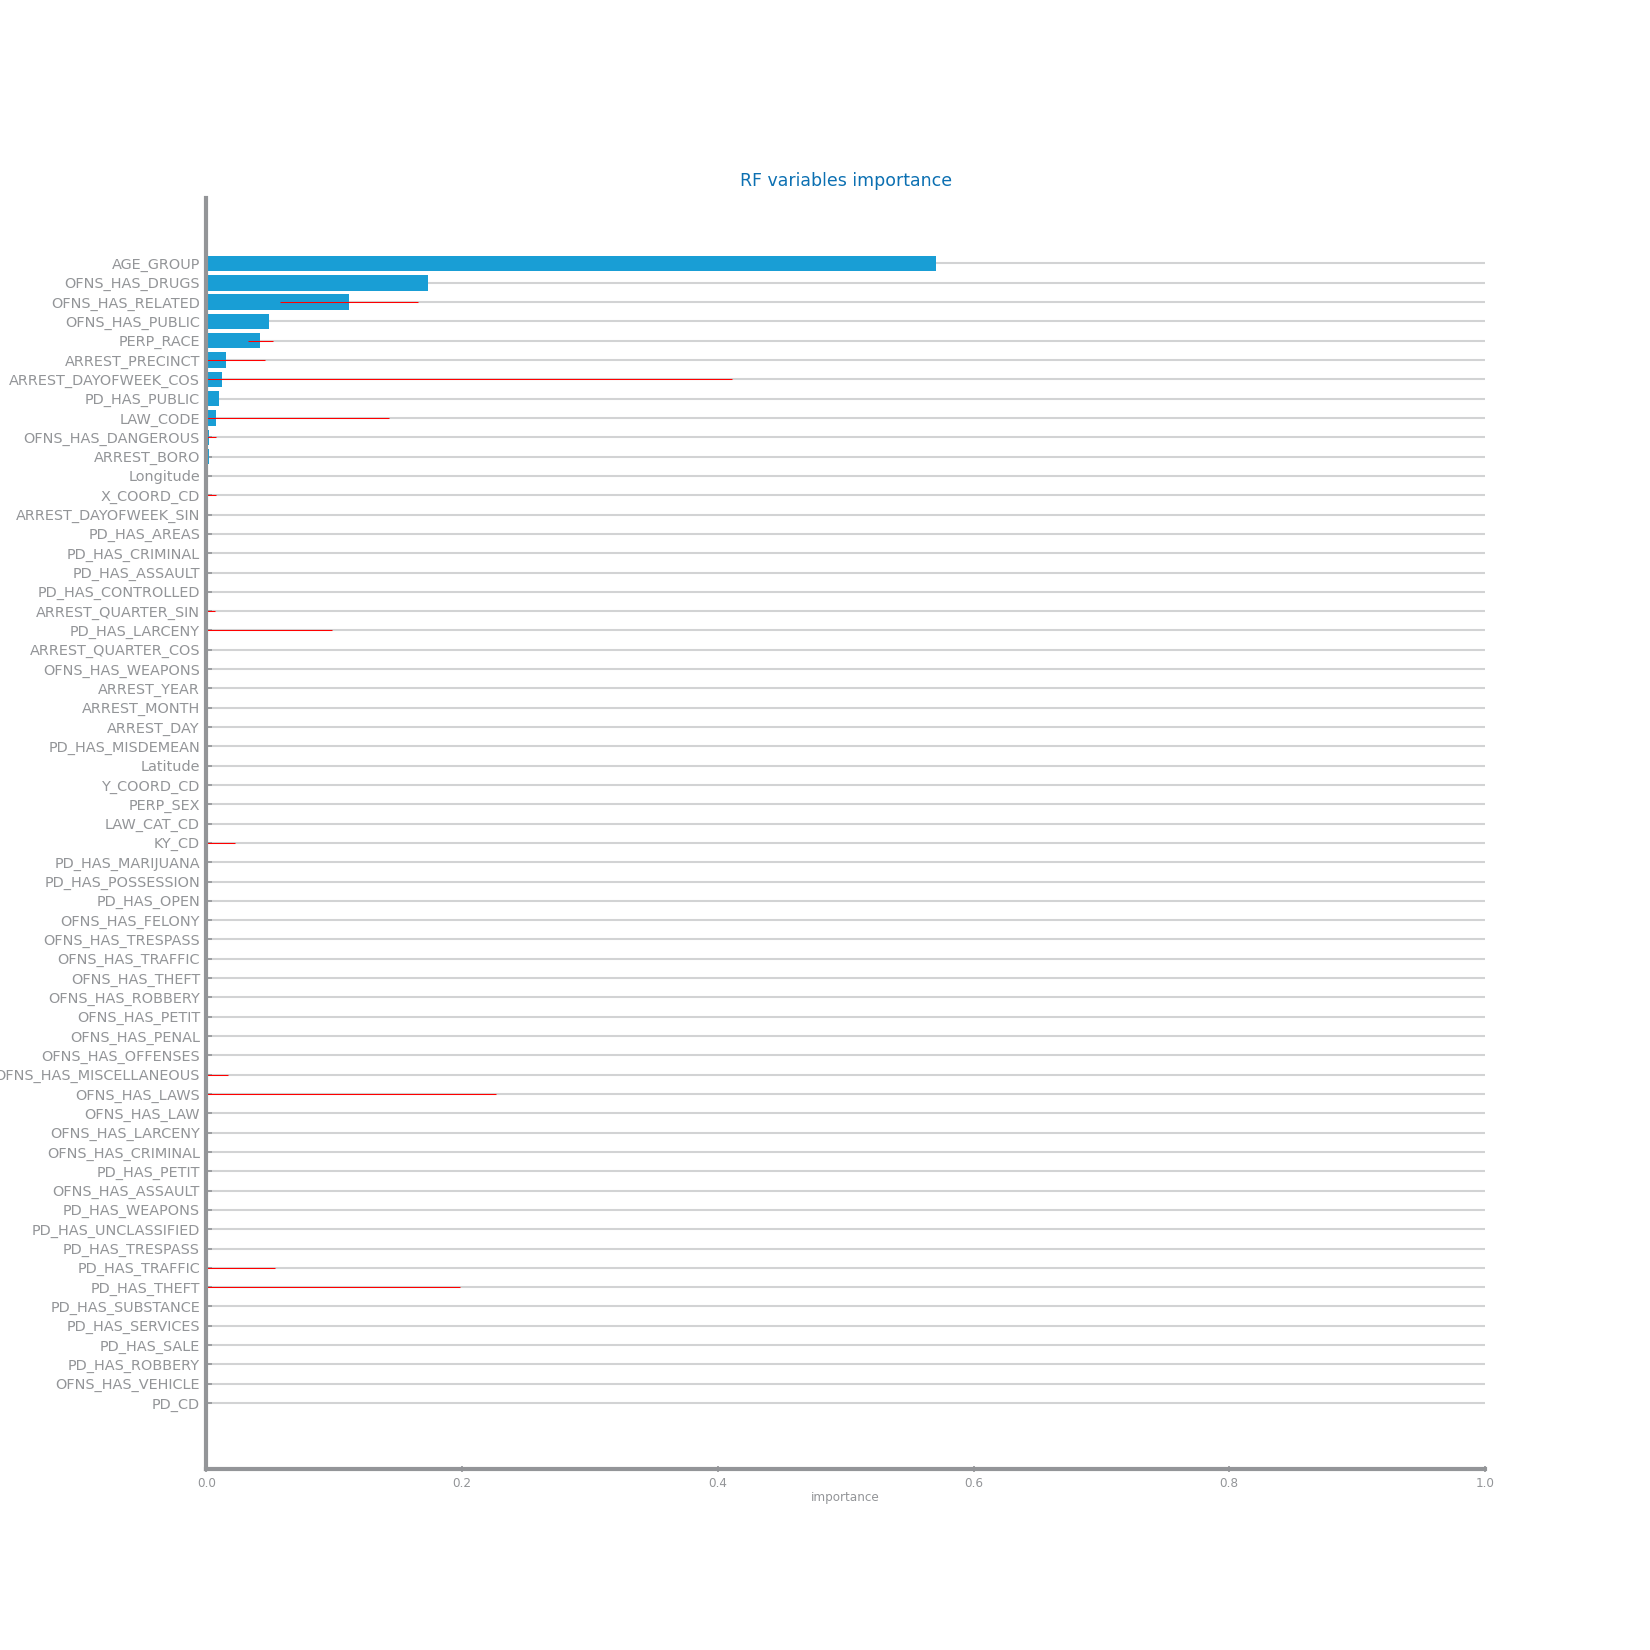 RF variables importance
AGE_GROUP
OFNS_HAS_DRUGS
OFNS_HAS_RELATED
OFNS_HAS_PUBLIC
PERP_RACE
ARREST_PRECINCT
ARREST_DAYOFWEEK_COS
PD_HAS_PUBLIC
LAW_CODE
OFNS_HAS_DANGEROUS
ARREST_BORO
Longitude
X_COORD_CD
ARREST_DAYOFWEEK_SIN
PD_HAS_AREAS
PD_HAS_CRIMINAL
PD_HAS_ASSAULT
PD_HAS_CONTROLLED
ARREST_QUARTER_SIN
PD_HAS_LARCENY
ARREST_QUARTER_COS
OFNS_HAS_WEAPONS
ARREST_YEAR
ARREST_MONTH
ARREST_DAY
PD_HAS_MISDEMEAN
Latitude
Y_COORD_CD
PERP_SEX
LAW_CAT_CD
KY_CD
PD_HAS_MARIJUANA
PD_HAS_POSSESSION
PD_HAS_OPEN
OFNS_HAS_FELONY
OFNS_HAS_TRESPASS
OFNS_HAS_TRAFFIC
OFNS_HAS_THEFT
OFNS_HAS_ROBBERY
OFNS_HAS_PETIT
OFNS_HAS_PENAL
OFNS_HAS_OFFENSES
OFNS_HAS_MISCELLANEOUS
OFNS_HAS_LAWS
OFNS_HAS_LAW
OFNS_HAS_LARCENY
OFNS_HAS_CRIMINAL
PD_HAS_PETIT
OFNS_HAS_ASSAULT
PD_HAS_WEAPONS
PD_HAS_UNCLASSIFIED
PD_HAS_TRESPASS
PD_HAS_TRAFFIC
PD_HAS_THEFT
PD_HAS_SUBSTANCE
PD_HAS_SERVICES
PD_HAS_SALE
PD_HAS_ROBBERY
OFNS_HAS_VEHICLE
PD_CD
0.0 0.2 0.4 0.6 0.8 1.0
importance